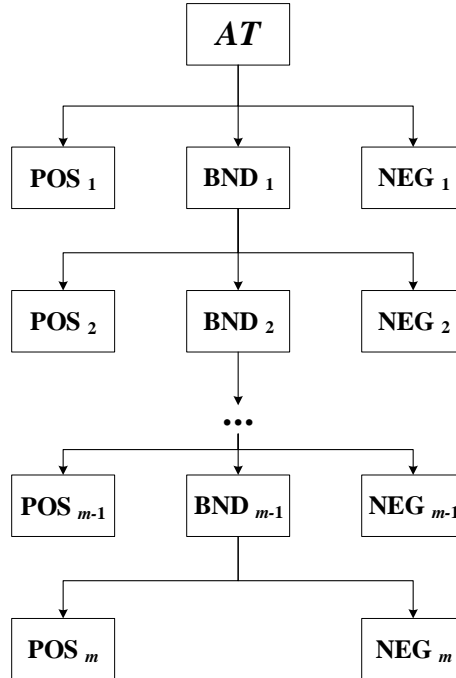 AT
POS 1 BND 1 NEG 1
POS 2 BND 2 NEG 2
...
POS m-1 BND m-1 NEG m-1
POS m NEG m